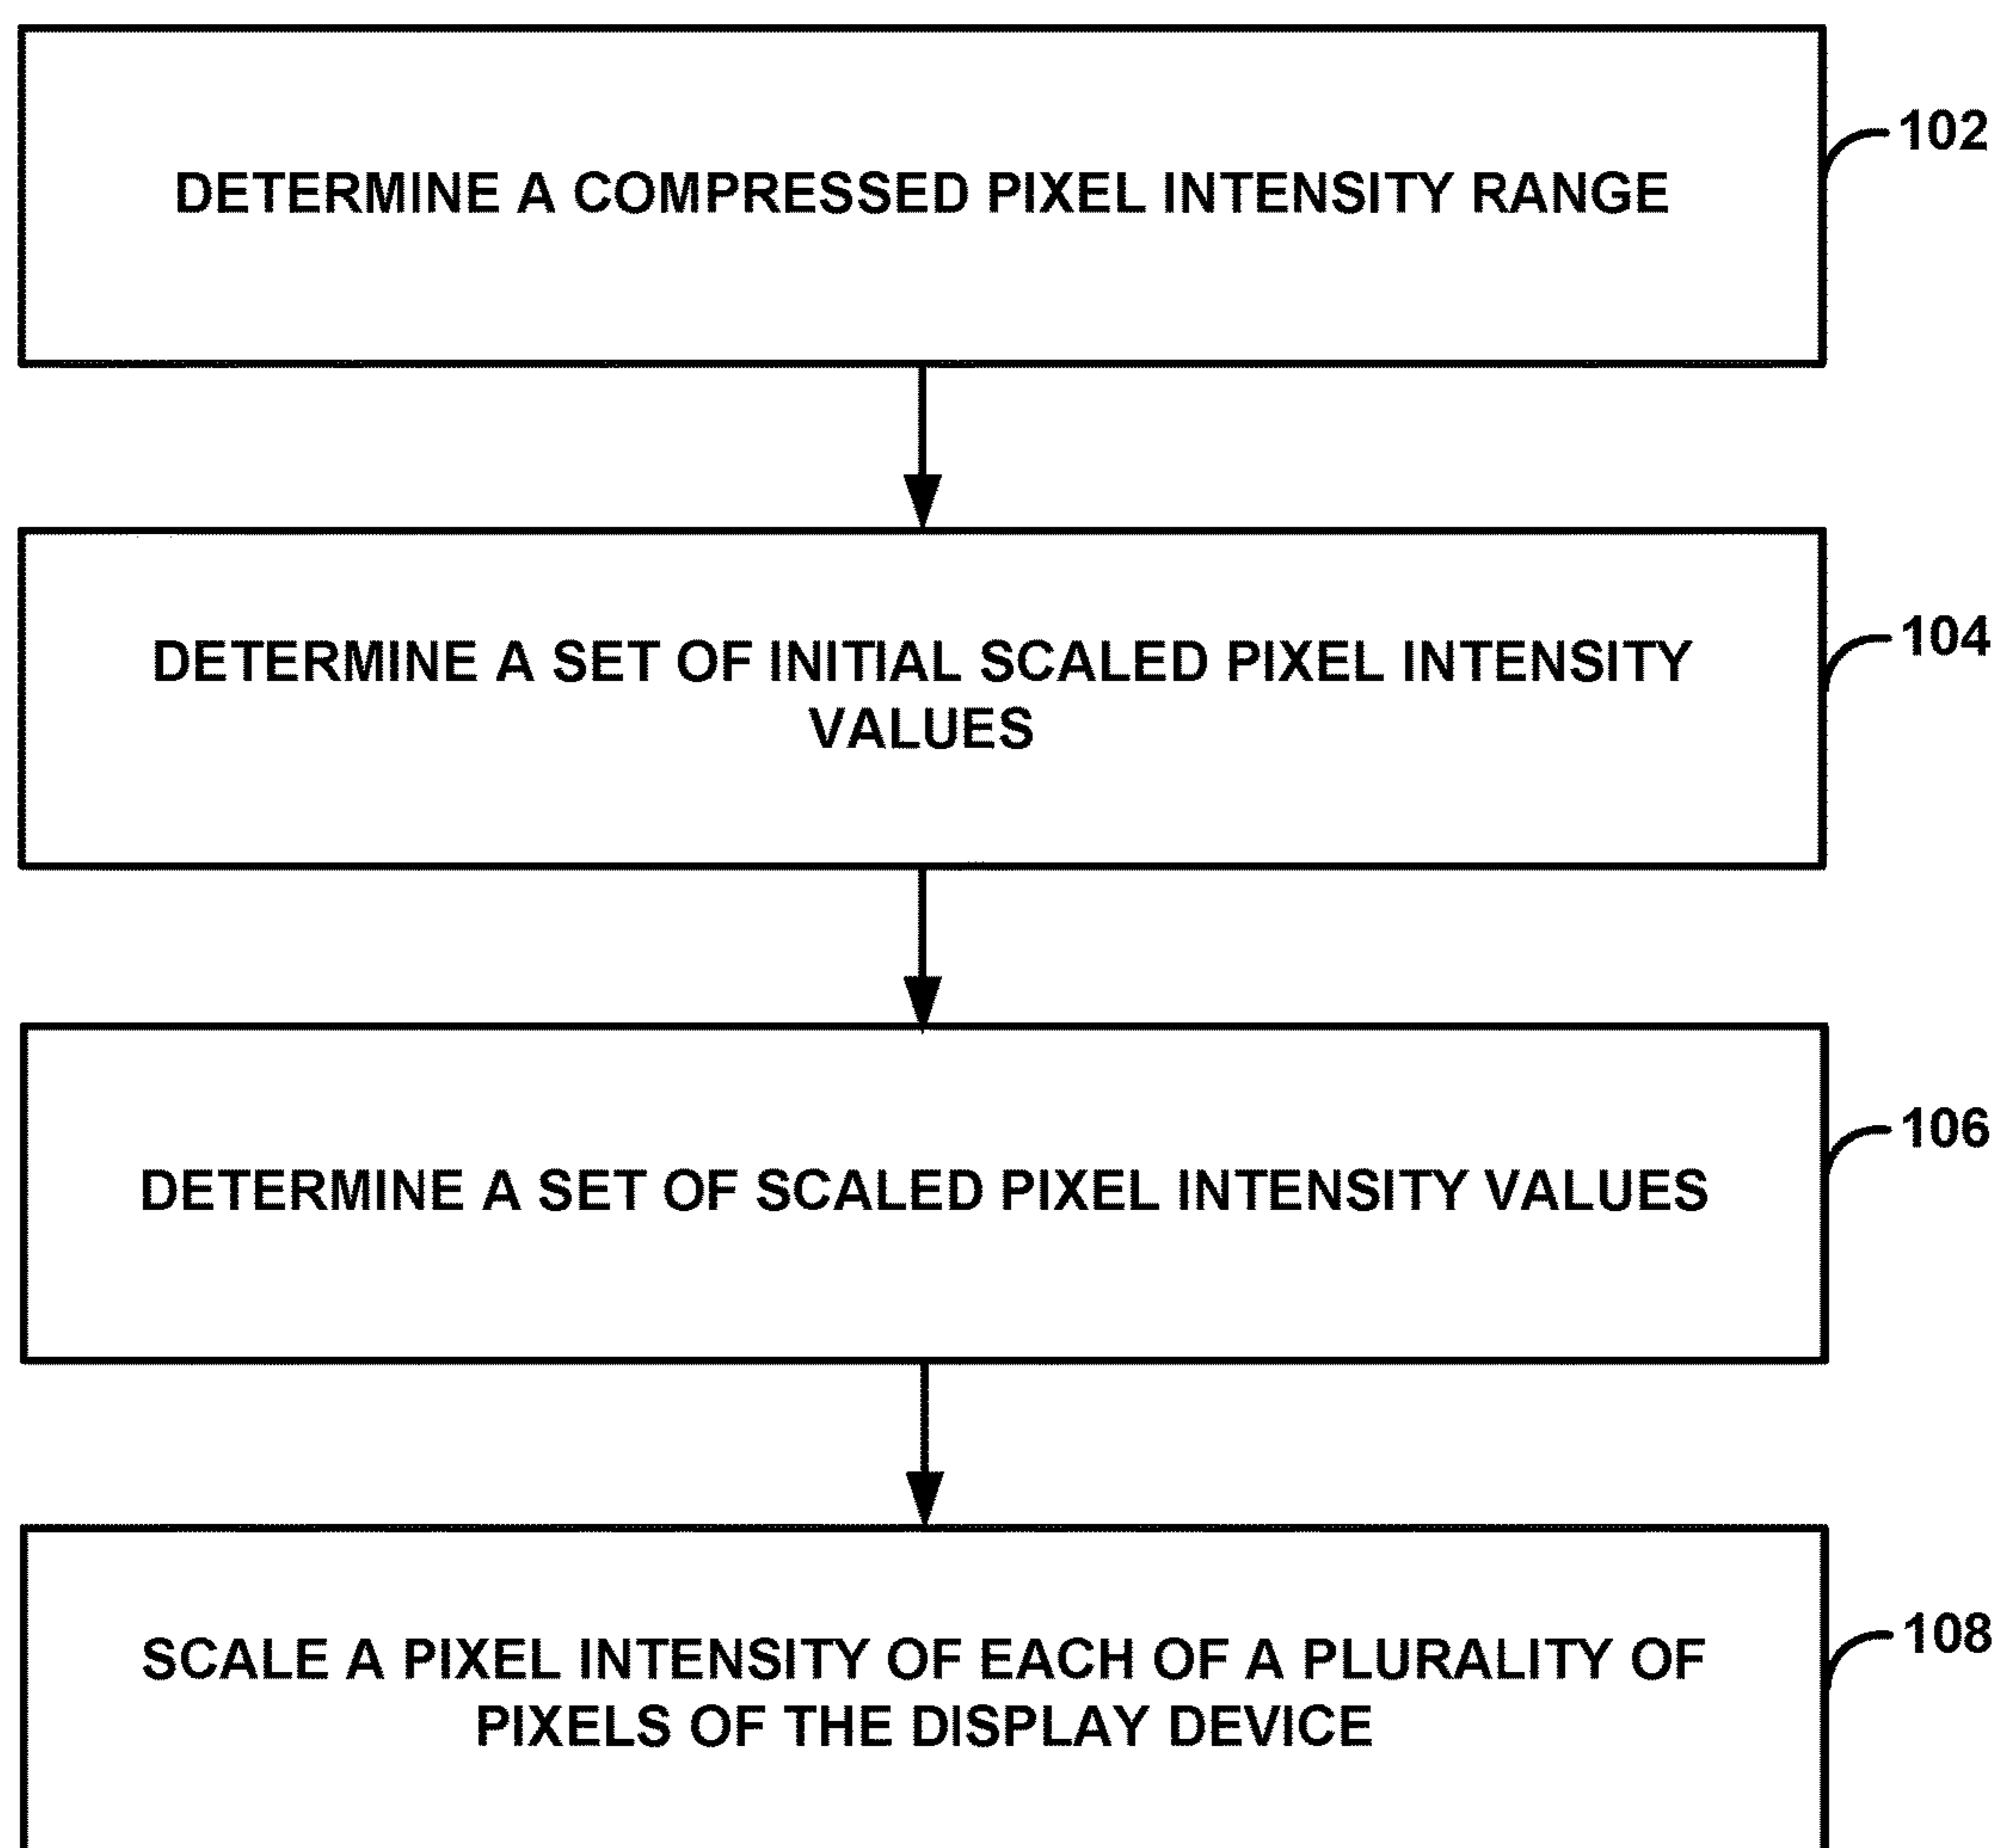 DETERMINE A COMPRESSED PIXEL INTENSITY RANGE
102
DETERMINE A SET OF INITIAL SCALED PIXEL INTENSITY
VALUES
104
DETERMINE A SET OF SCALED PIXEL INTENSITY VALUES
106
SCALE A PIXEL INTENSITY OF EACH OF A PLURALITY OF
PIXELS OF THE DISPLAY DEVICE
108